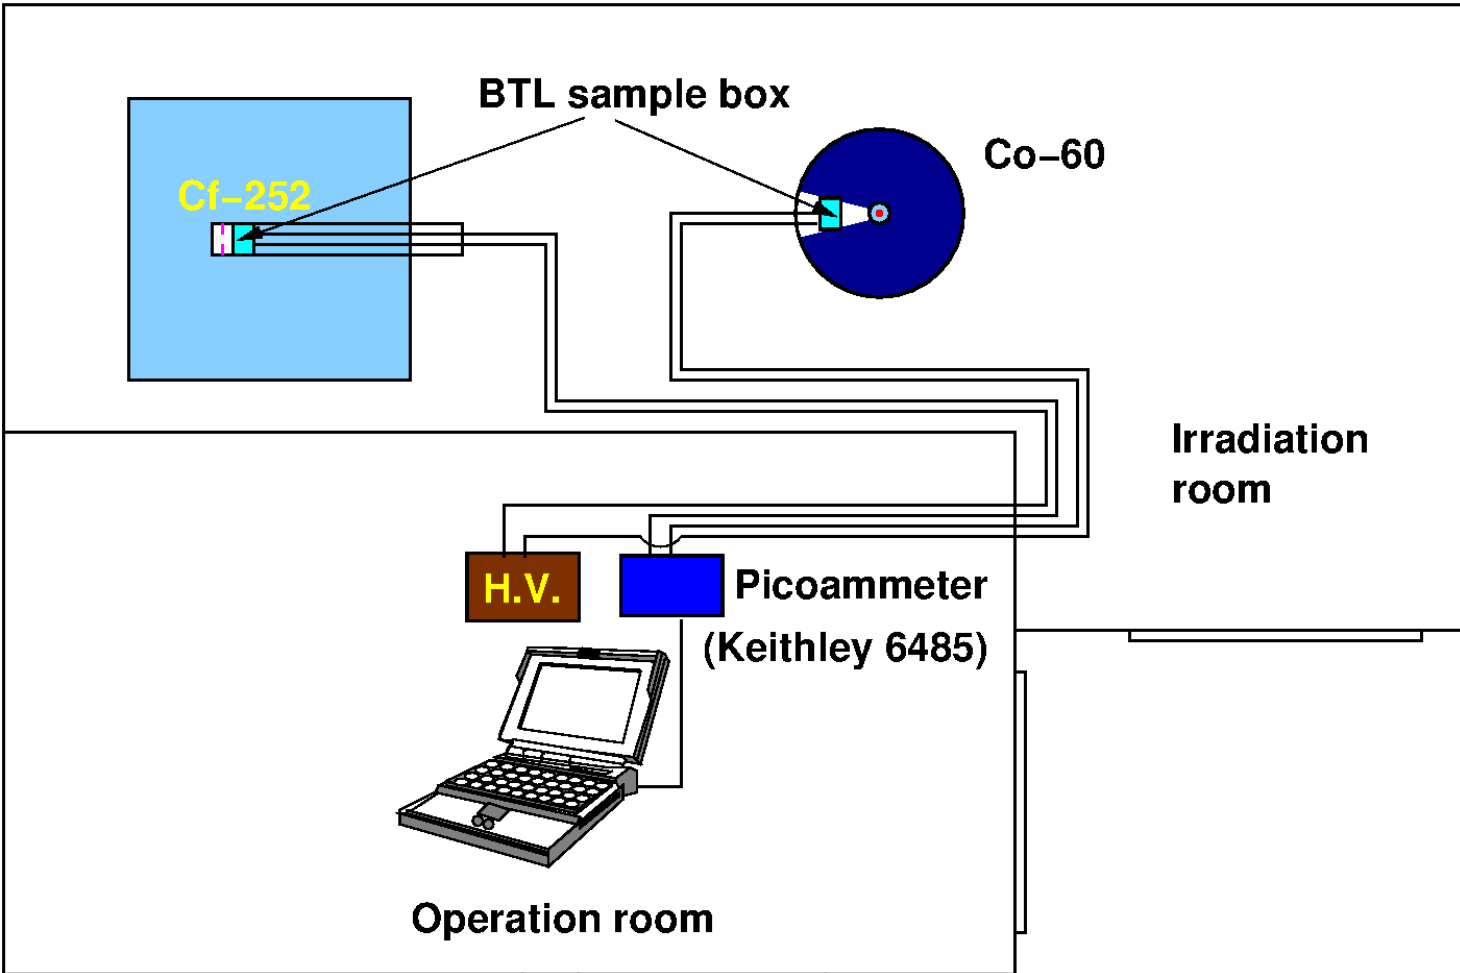 BTL sample box
Co−60
Cf−252
Irradiation
room
H.V.
Picoammeter
(Keithley 6485)
Operation room